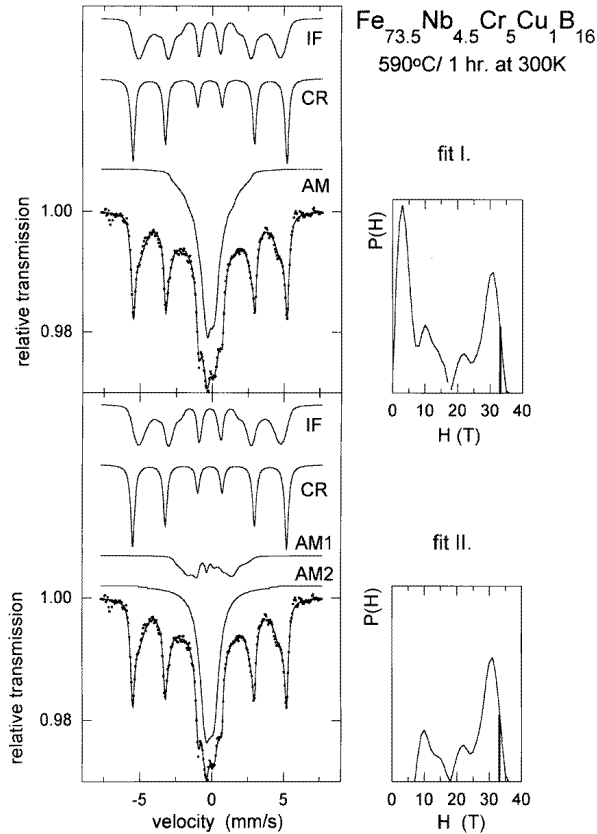 Fe73.5Nb4.5Cr5Cu1B16
590ºC/ 1 hr. at 300K
IF
CR
AM
1.00
0.98
relative transmission
fit I.
P(H)
0 10 20 30 40
H (T)
IF
CR
AM1
AM2
1.00
0.98
relative transmission
-5 0 5
velocity (mm/s)
fit II.
P(H)
0 10 20 30 40
H (T)